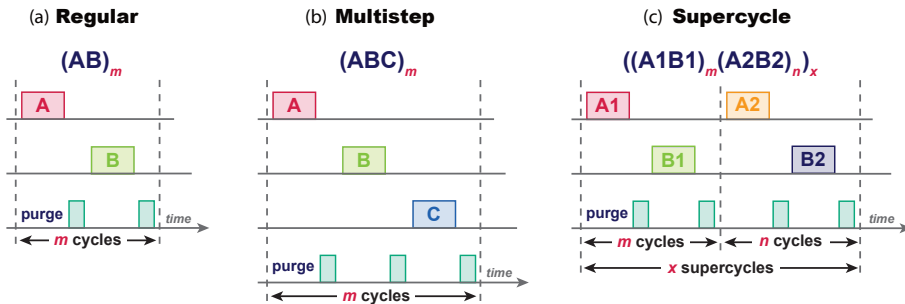 (a) Regular
(AB)m
A
B
purge
time
m cycles
(b) Multistep
(ABC)m
A
B
C
purge
time
m cycles
(c) Supercycle
((A1B1)m(A2B2)n)x
A1 A2
B1 B2
purge
time
m cycles n cycles
x supercycles